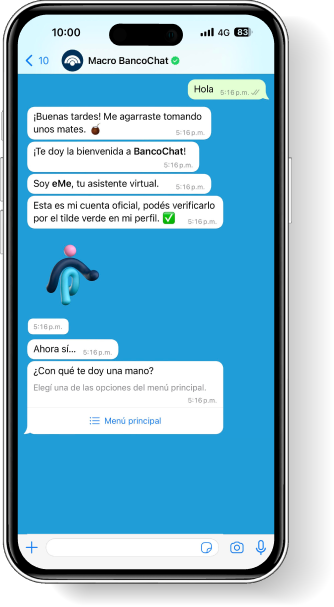 10:00
4G 83
10 Macro BancoChat
Hola 5:16 p.m.
¡Buenas tardes! Me agarraste tomando
unos mates. 🧉 5:16 p.m.
¡Te doy la bienvenida a BancoChat!
5:16 p.m.
Soy eMe, tu asistente virtual. 5:16 p.m.
Esta es mi cuenta oficial, podés verificarlo
por el tilde verde en mi perfil. ✅ 5:16 p.m.
5:16 p.m.
Ahora sí... 5:16 p.m.
¿Con qué te doy una mano?
Elegí una de las opciones del menú principal.
5:16 p.m.
Menú principal